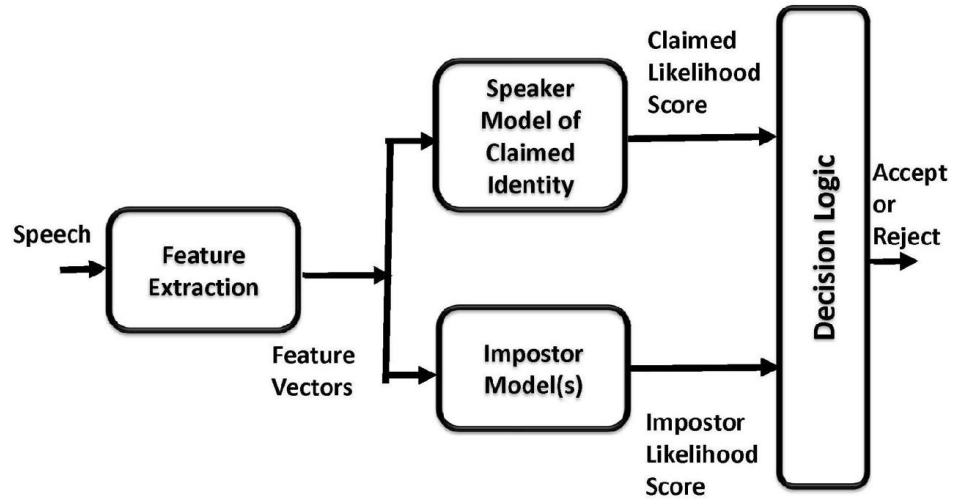 Speech
Feature
Extraction
Feature
Vectors
Speaker
Model of
Claimed
Identity
Impostor
Model(s)
Claimed
Likelihood
Score
Impostor
Likelihood
Score
Decision Logic
Accept
or
Reject